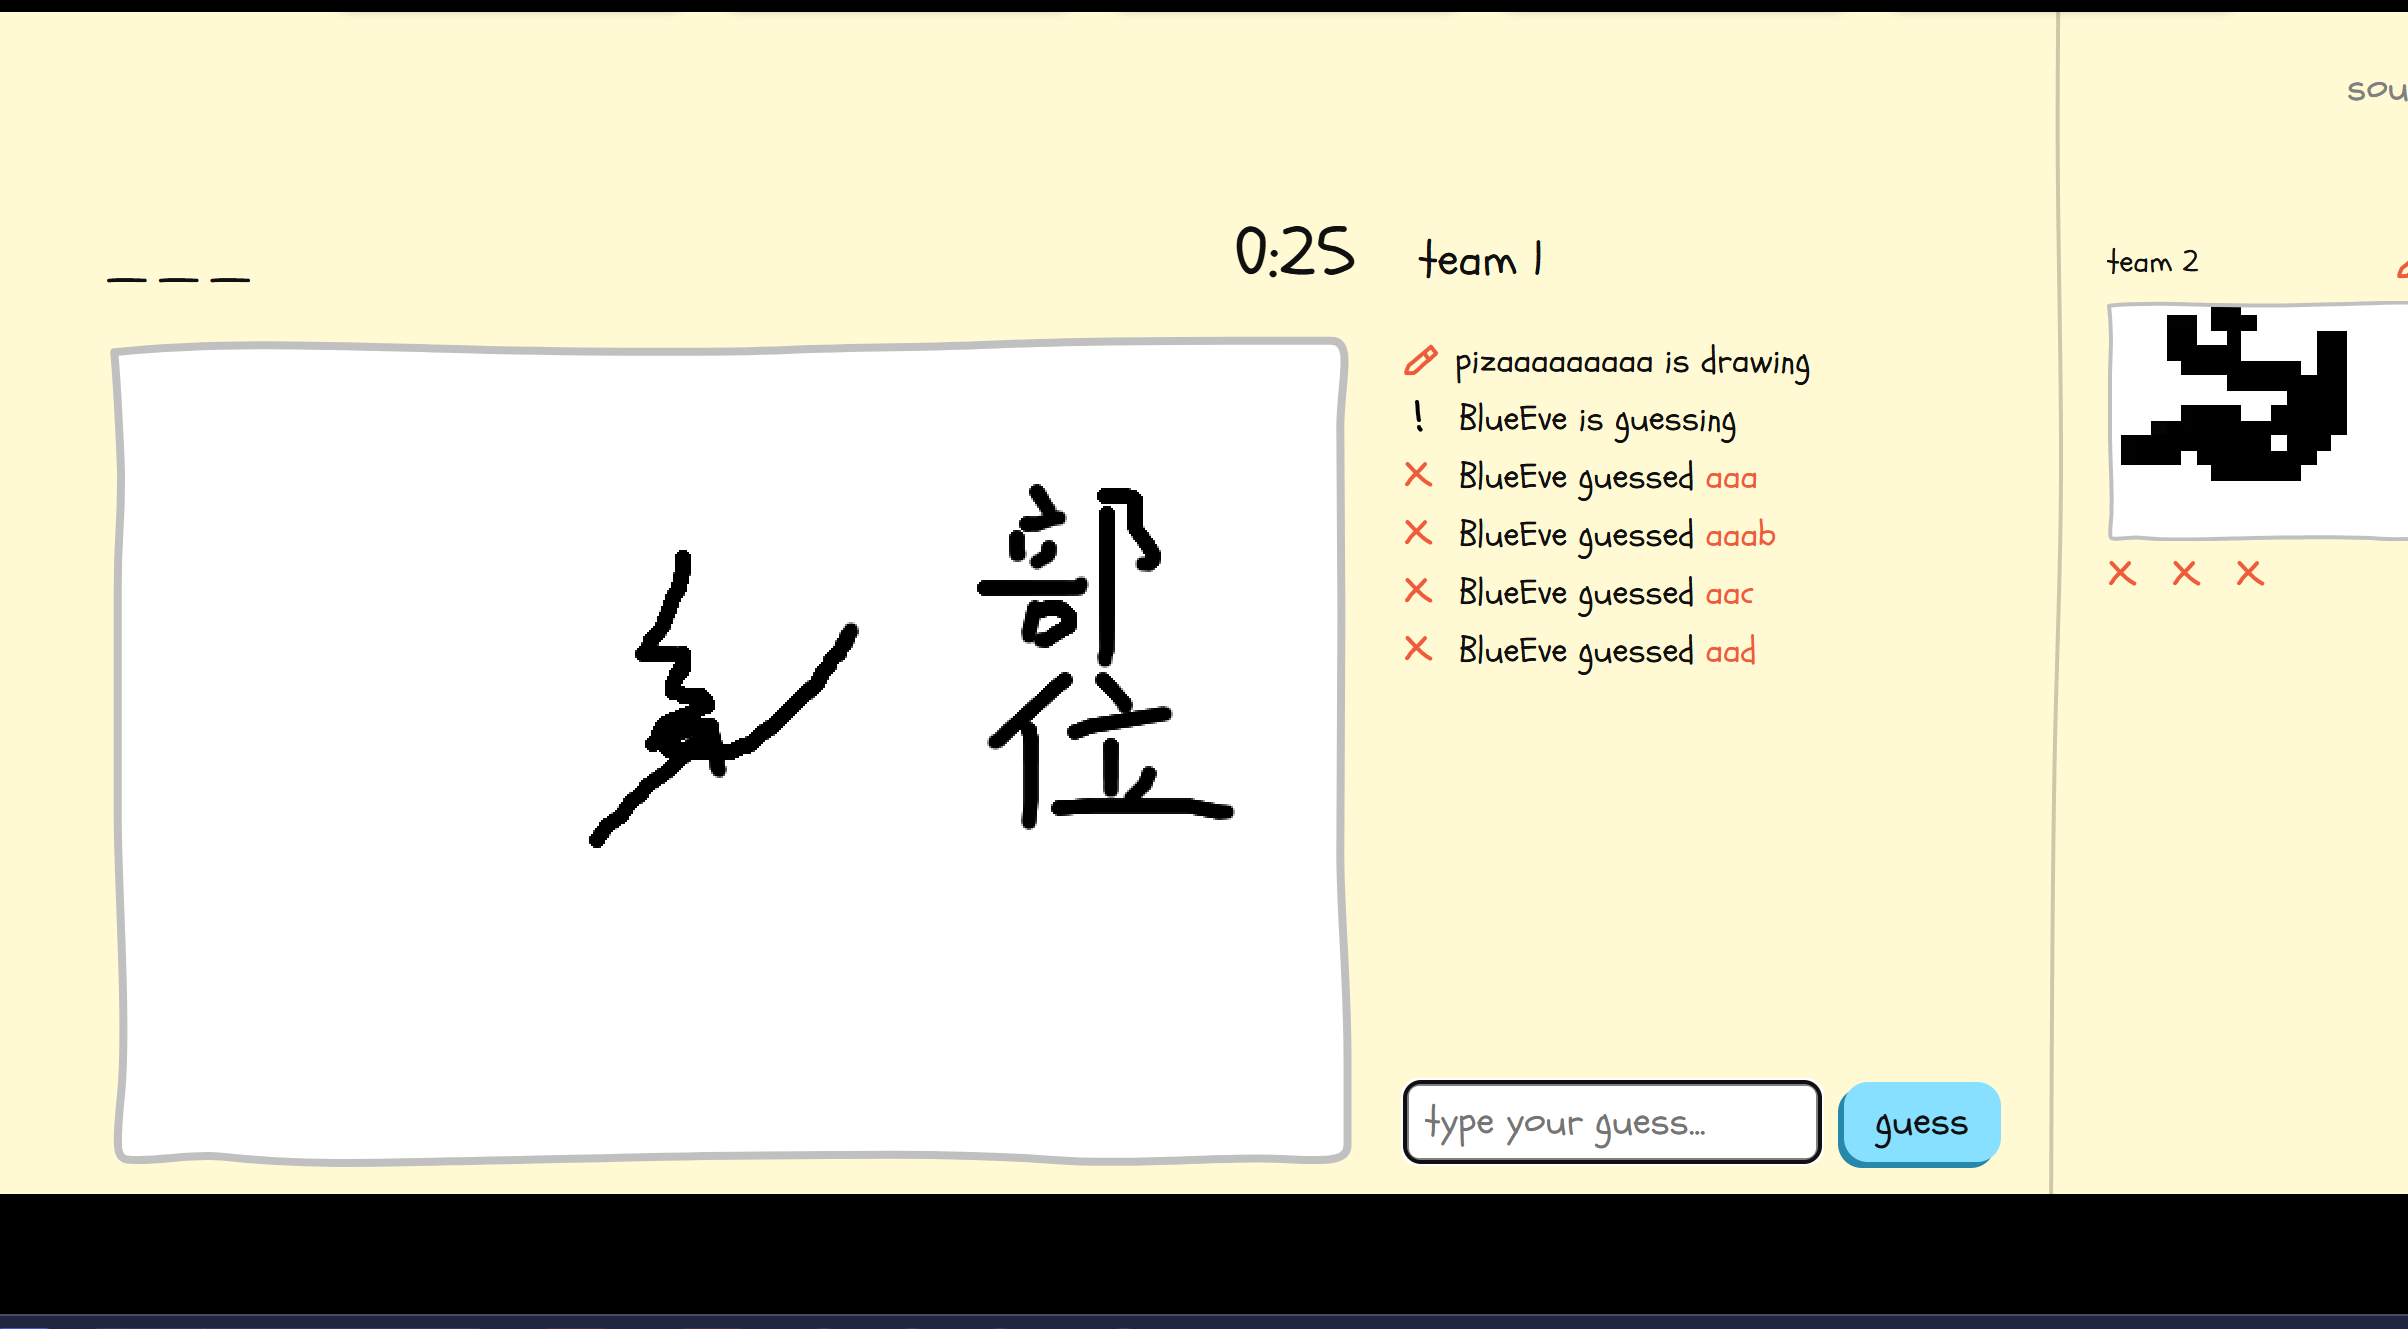 sou
0:25
team 1
team 2
pizaaaaaaaaa is drawing
! BlueEve is guessing
BlueEve guessed aaa
BlueEve guessed aaab
BlueEve guessed aac
BlueEve guessed aad
部位
type your guess...
guess